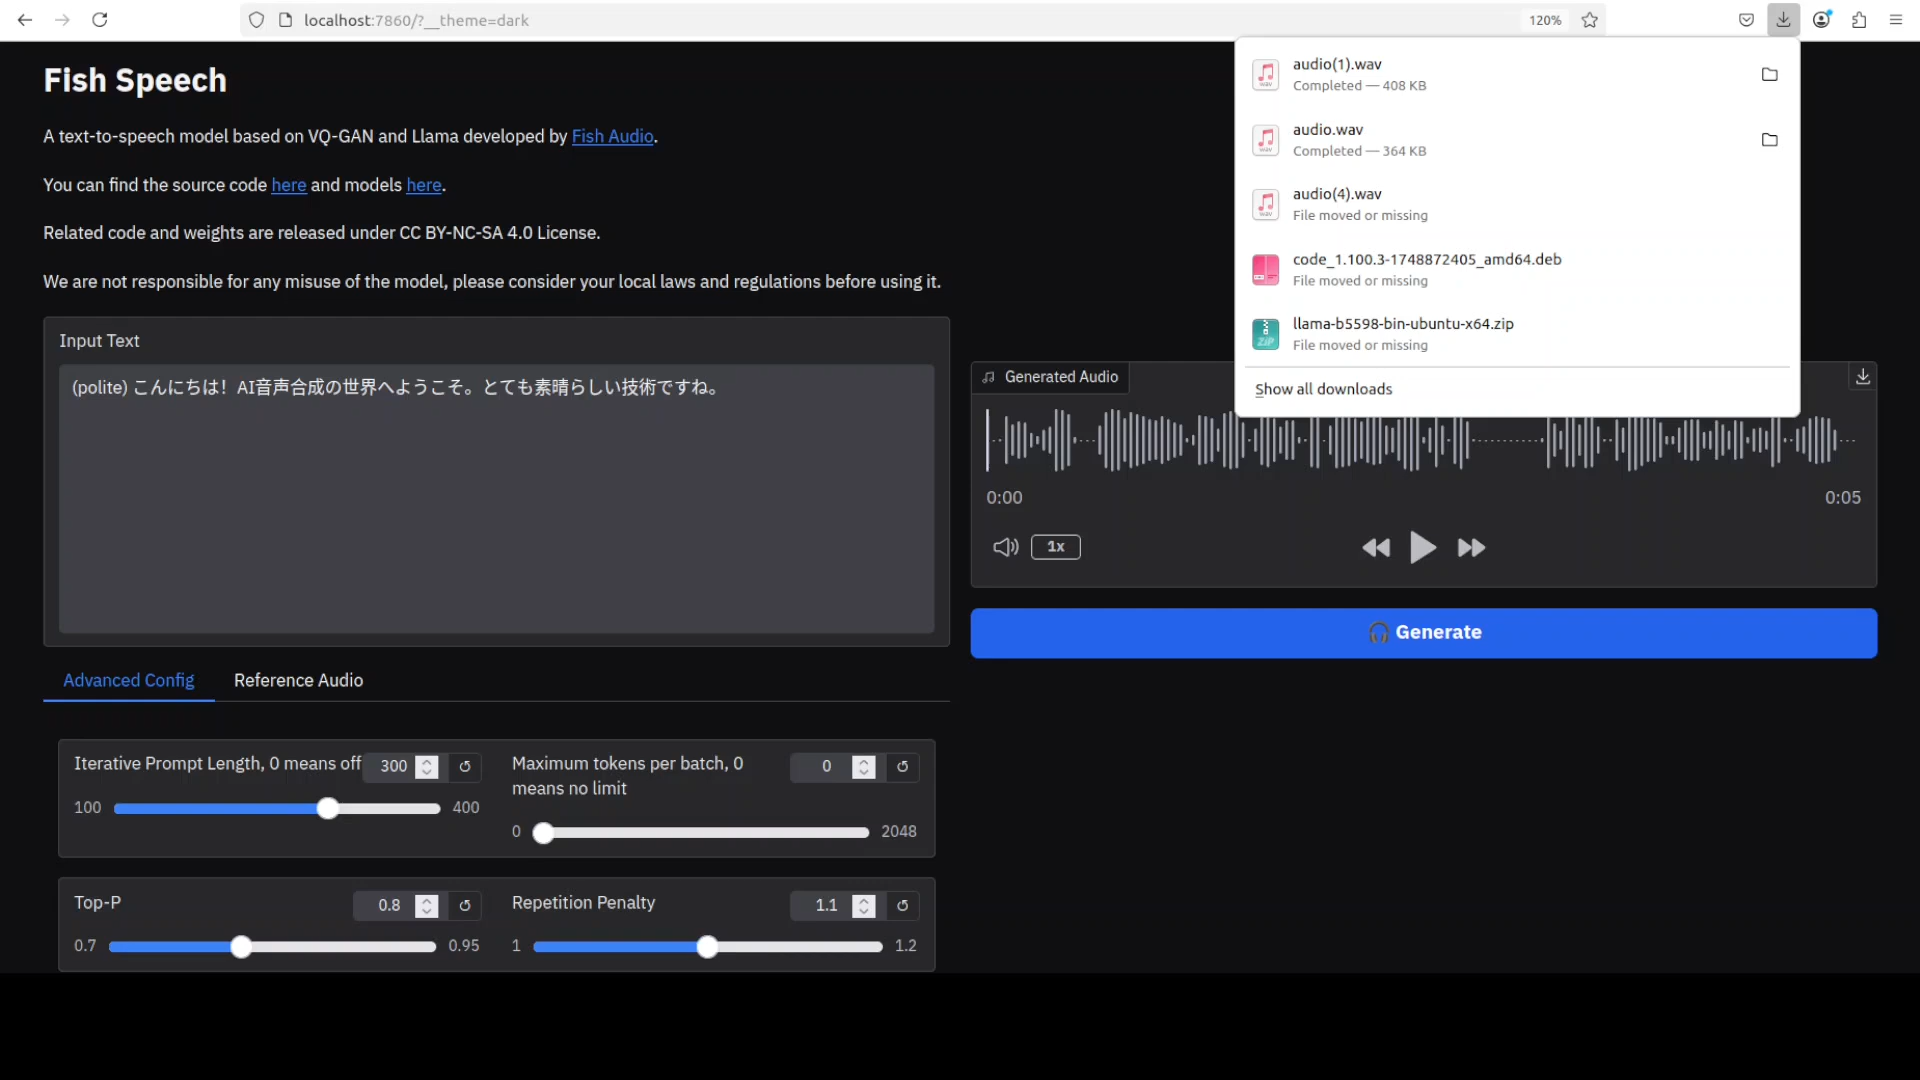 localhost:7860/?__theme=dark
120%
Fish Speech
A text-to-speech model based on VQ-GAN and Llama developed by Fish Audio.
You can find the source code here and models here.
Related code and weights are released under CC BY-NC-SA 4.0 License.
We are not responsible for any misuse of the model, please consider your local laws and regulations before using it.
audio(1).wav
Completed — 408 KB
audio.wav
Completed — 364 KB
audio(4).wav
File moved or missing
code_1.100.3-1748872405_amd64.deb
File moved or missing
ZIP
llama-b5598-bin-ubuntu-x64.zip
File moved or missing
Show all downloads
Input Text
(polite) こんにちは！AI音声合成の世界へようこそ。とても素晴らしい技術ですね。
Generated Audio
0:00
0:05
1x
Generate
Advanced Config
Reference Audio
Iterative Prompt Length, 0 means off
300
100
400
Maximum tokens per batch, 0
means no limit
0
0
2048
Top-P
0.8
0.7
0.95
Repetition Penalty
1.1
1
1.2